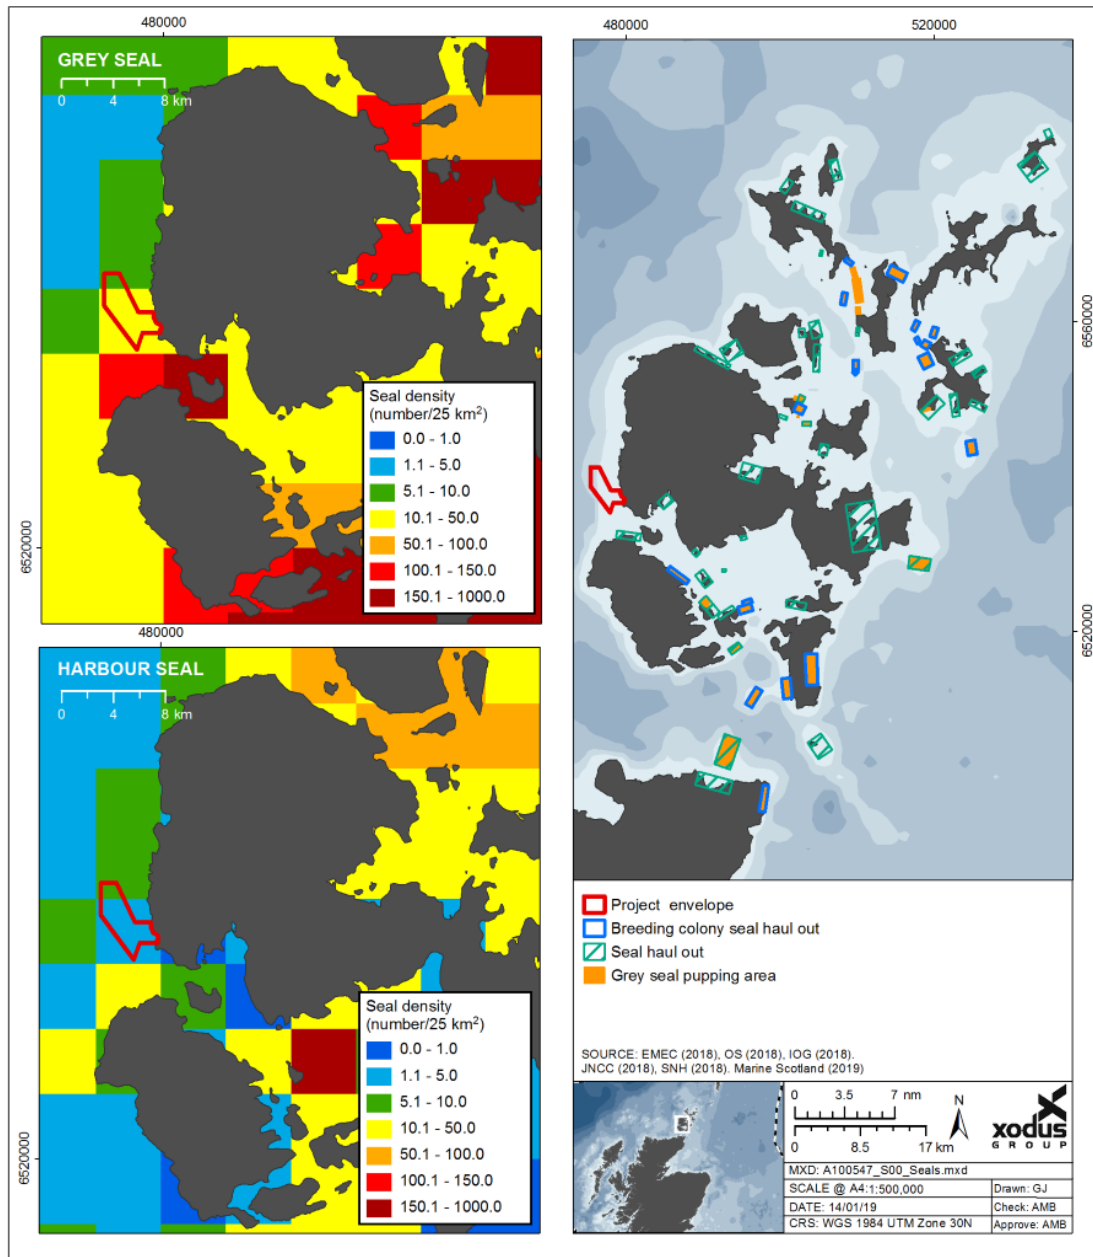 480000
GREY SEAL
0 4 8 km
Seal density
(number/25 km²)
0.0 - 1.0
1.1 - 5.0
5.1 - 10.0
10.1 - 50.0
50.1 - 100.0
100.1 - 150.0
150.1 - 1000.0
6520000
480000
HARBOUR SEAL
0 4 8 km
Seal density
(number/25 km²)
0.0 - 1.0
1.1 - 5.0
5.1 - 10.0
10.1 - 50.0
50.1 - 100.0
100.1 - 150.0
150.1 - 1000.0
6520000
480000 520000
6560000
6520000
Project envelope
Breeding colony seal haul out
Seal haul out
Grey seal pupping area
SOURCE: EMEC (2018), OS (2018), IOG (2018).
JNCC (2018), SNH (2018). Marine Scotland (2019)
0 3.5 7 nm
0 8.5 17 km
N
xodus
GROUP
MXD: A100547_S00_Seals.mxd
SCALE @ A4:1:500,000
Drawn: GJ
DATE: 14/01/19
Check: AMB
CRS: WGS 1984 UTM Zone 30N
Approve: AMB